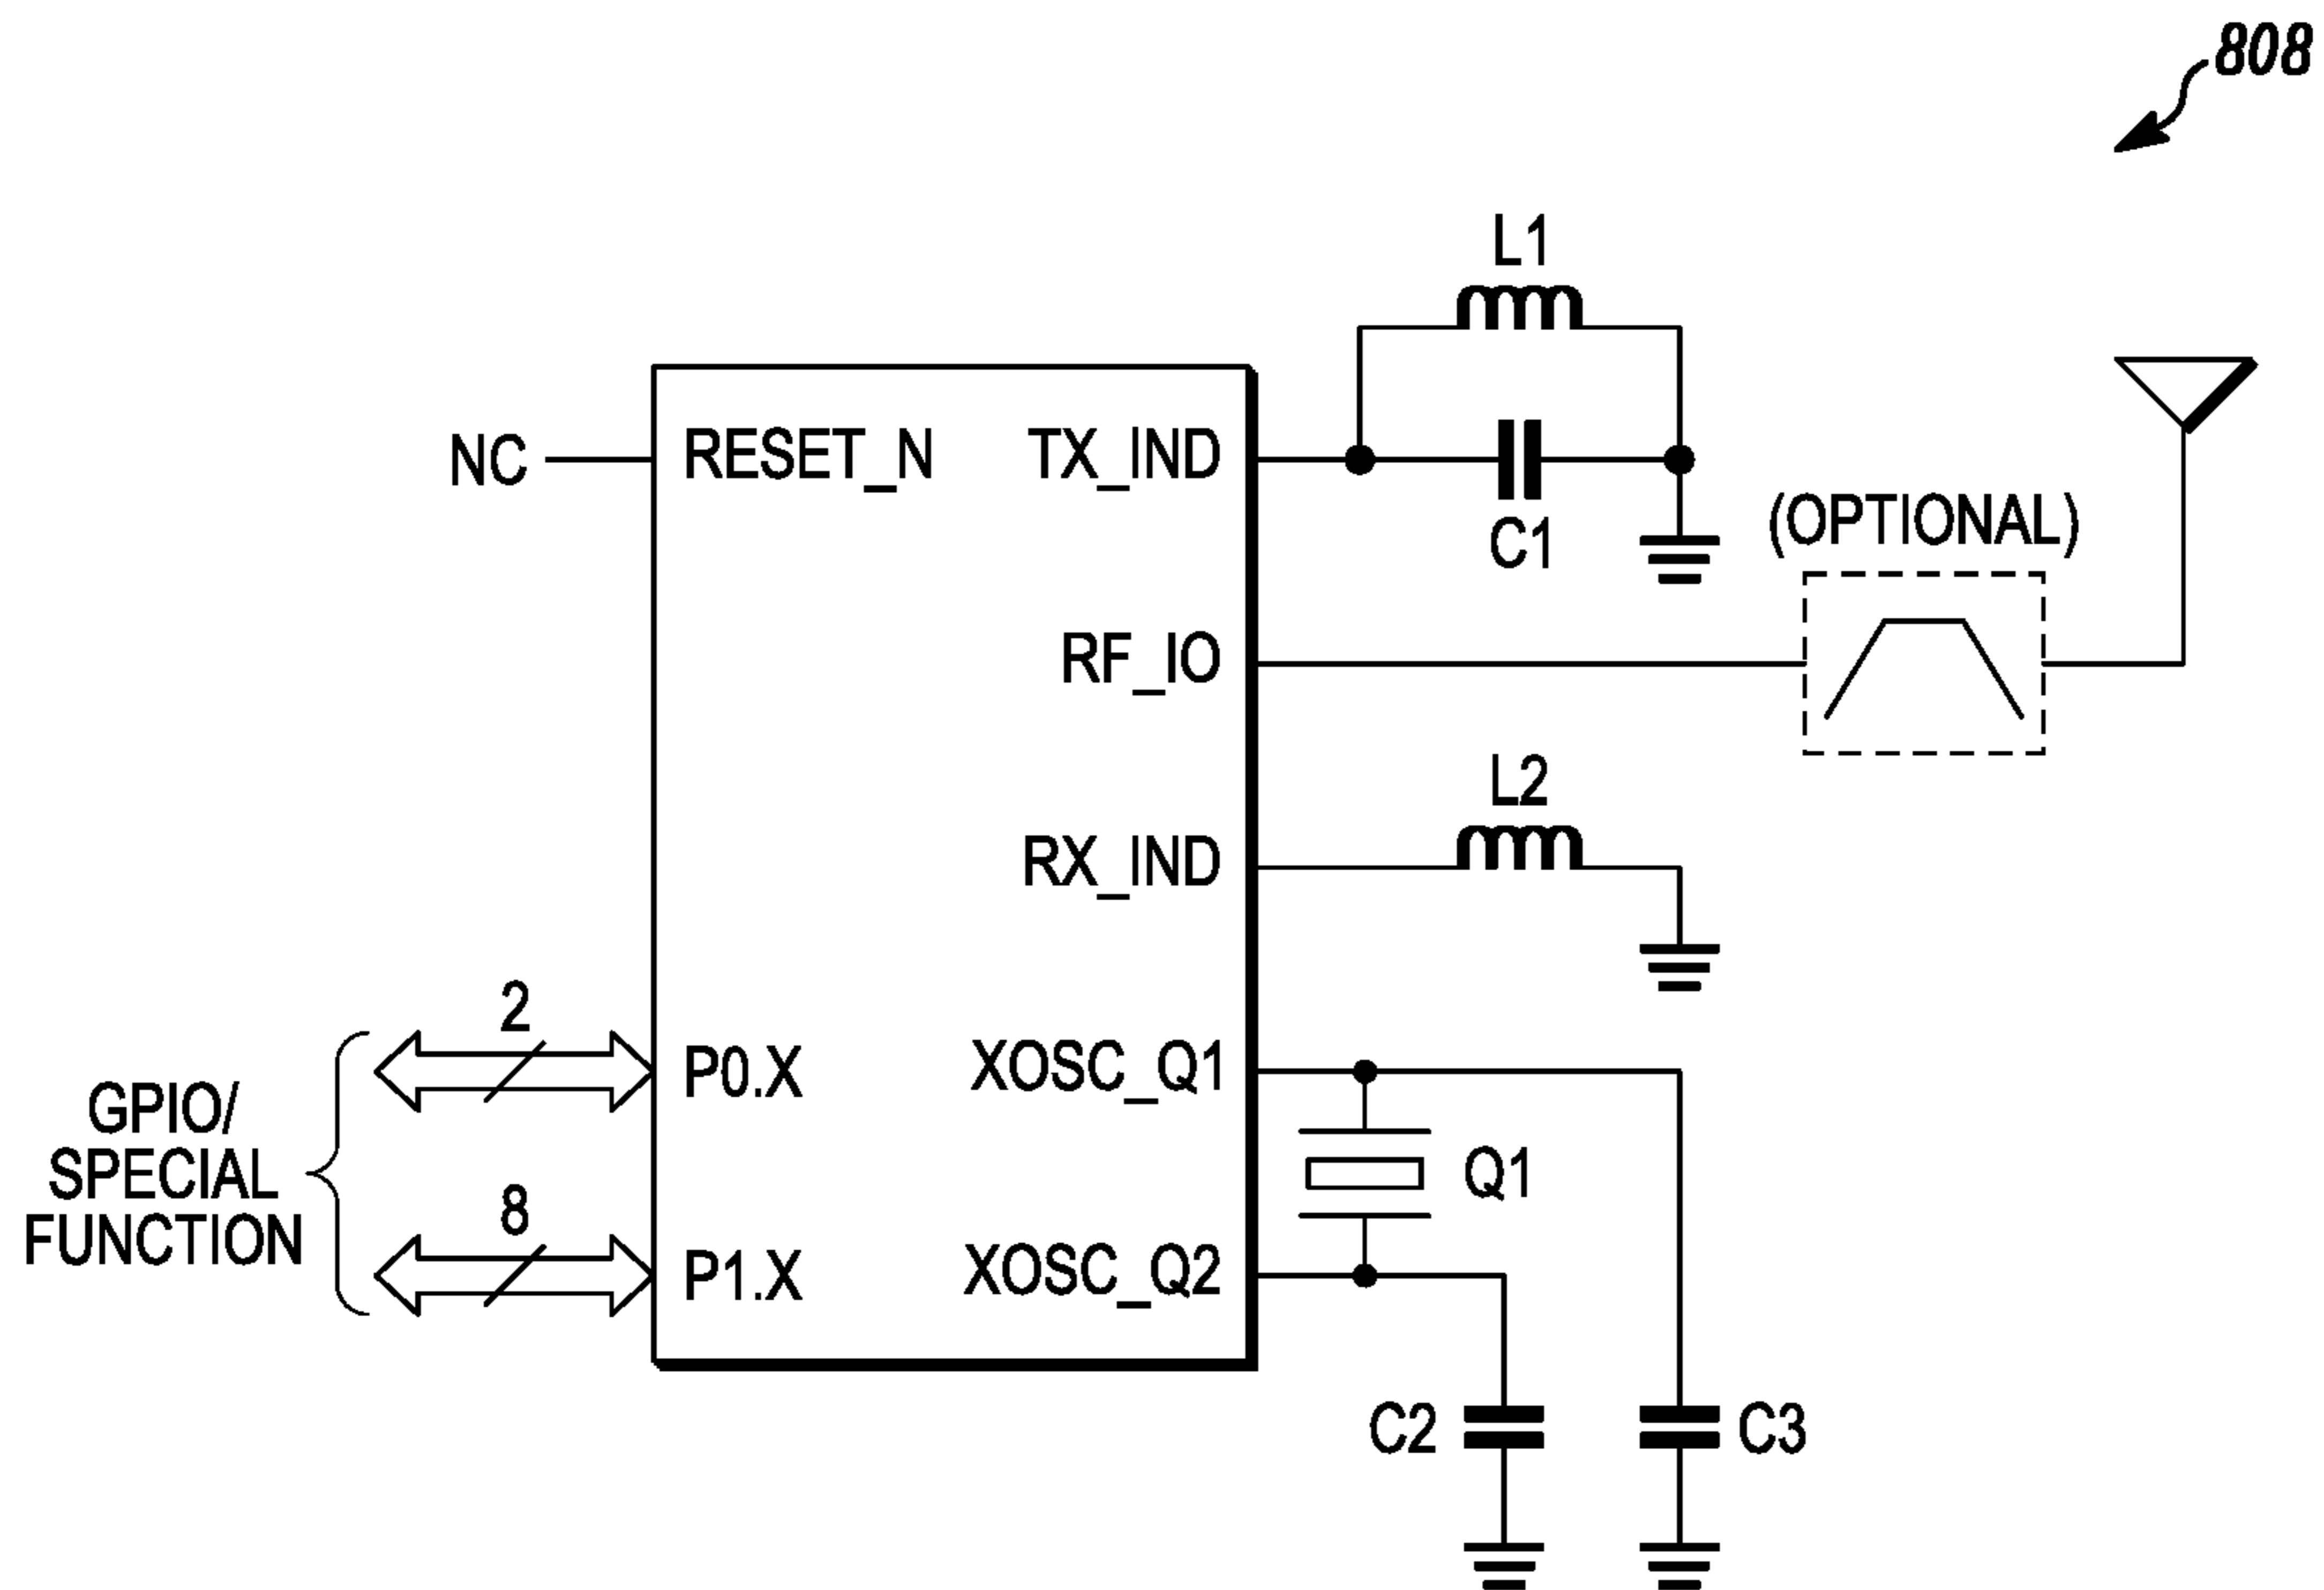 808
L1
NC
RESET_N
TX_IND
C1
(OPTIONAL)
RF_IO
L2
RX_IND
2
P0.X
XOSC_Q1
GPIO/
SPECIAL
FUNCTION
Q1
8
P1.X
XOSC_Q2
C2
C3